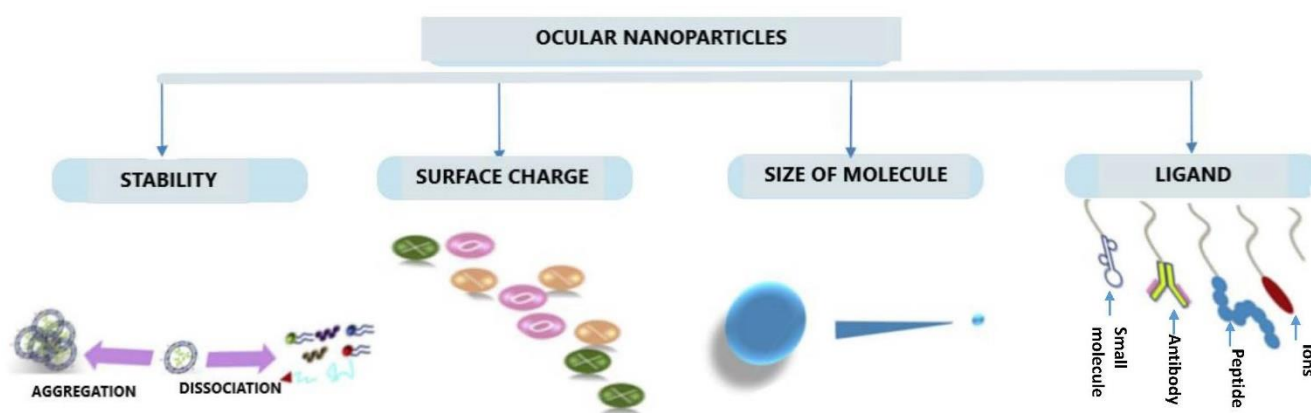 OCULAR NANOPARTICLES
STABILITY
SURFACE CHARGE
SIZE OF MOLECULE
LIGAND
AGGREGATION
DISSOCIATION
Small
molecule
Antibody
Peptide
Ions